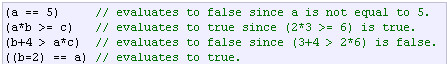 (a == 5)     // evaluates to false since a is not equal to 5.
(a*b >= c)   // evaluates to true since (2*3 >= 6) is true.
(b+4 > a*c)  // evaluates to false since (3+4 > 2*6) is false.
((b=2) == a) // evaluates to true.